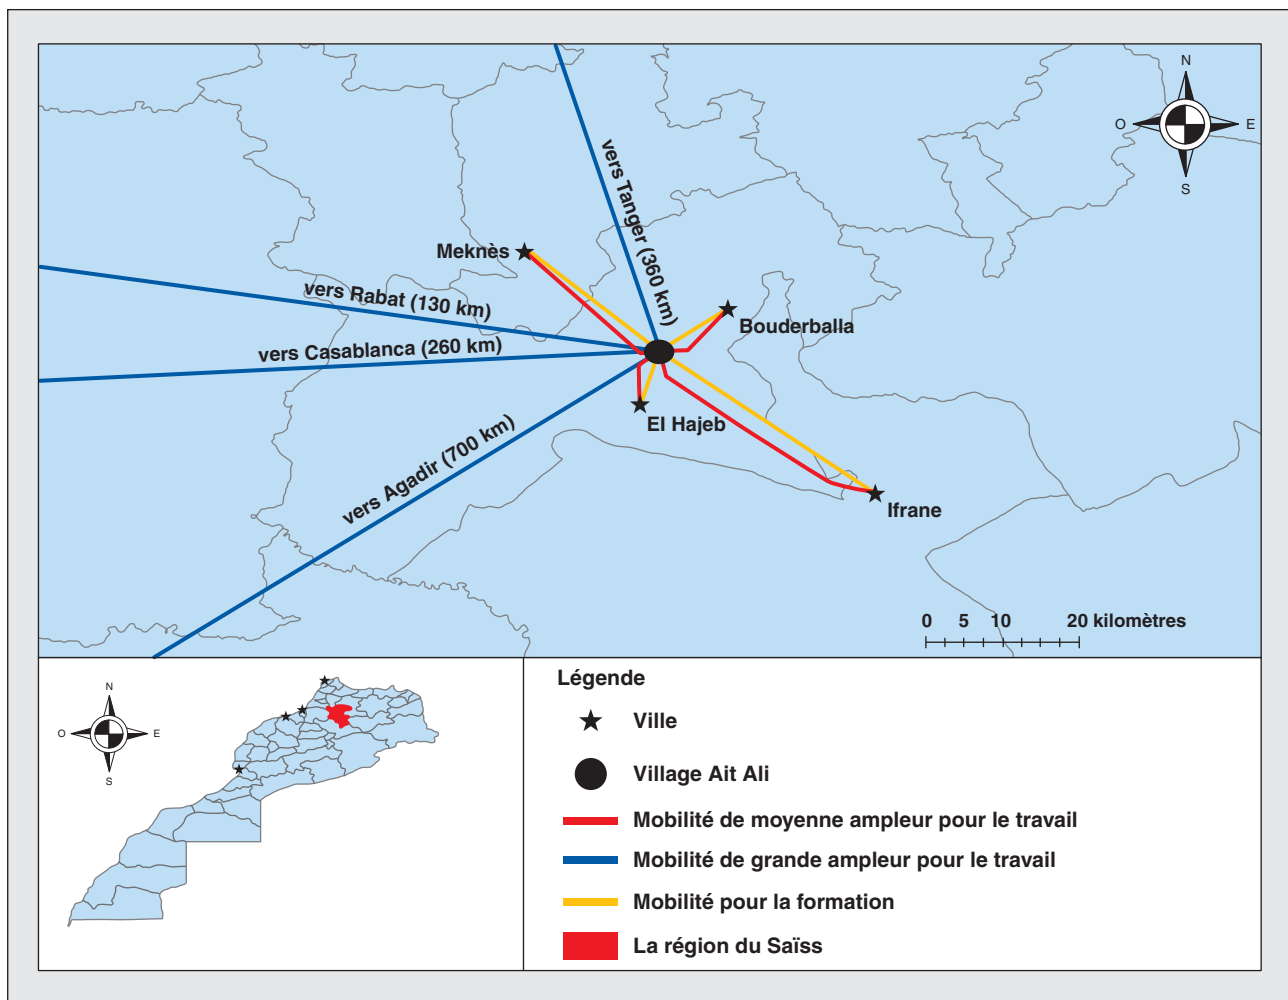 N
O
E
S
vers Tanger (360 km)
Meknès
vers Rabat (130 km)
Bouderballa
vers Casablanca (260 km)
El Hajeb
vers Agadir (700 km)
Ifrane
0 5 10 20 kilomètres
N
O
E
S
Légende
Ville
Village Ait Ali
Mobilité de moyenne ampleur pour le travail
Mobilité de grande ampleur pour le travail
Mobilité pour la formation
La région du Saïss